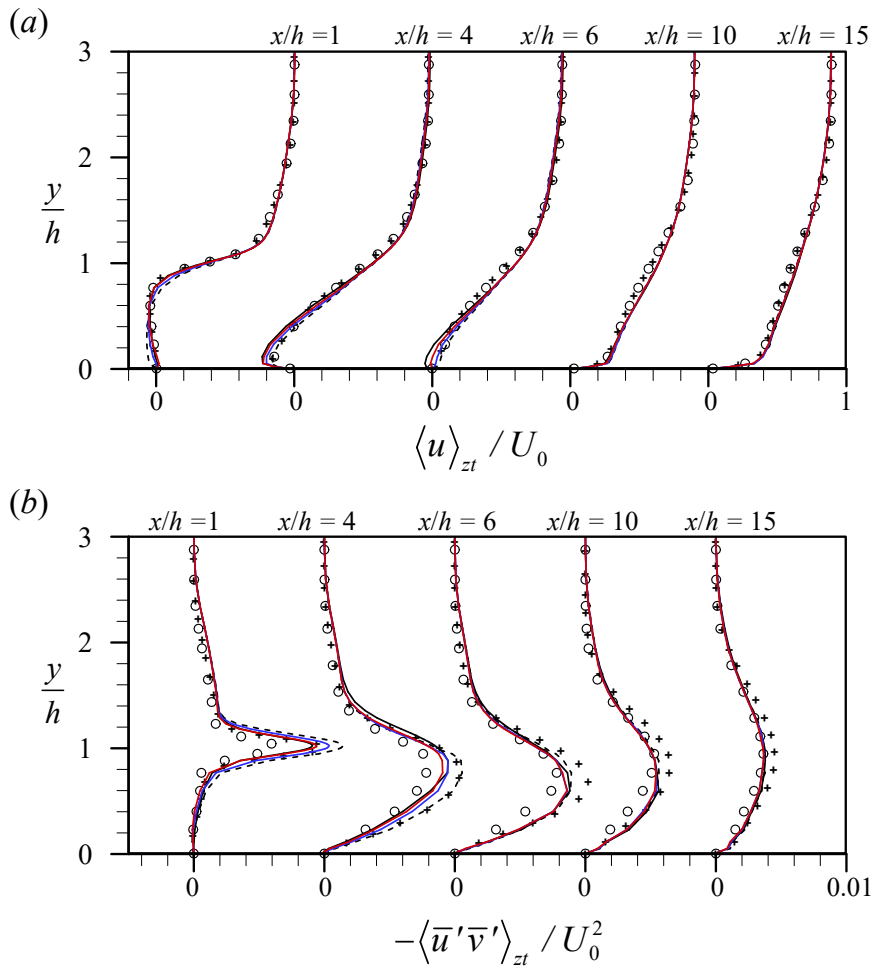 (a)
x/h =1 x/h = 4 x/h = 6 x/h = 10 x/h = 15
3
2
y/h
1
0
0 0 0 0 0 1
⟨u⟩zt / U0
(b)
x/h =1 x/h = 4 x/h = 6 x/h = 10 x/h = 15
3
2
y/h
1
0
0 0 0 0 0 0.01
−⟨u̅′v̅′⟩zt / U0²